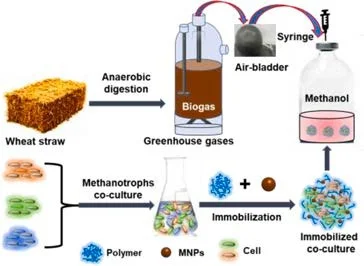 Syringe
Anaerobic
digestion
Air-bladder
Biogas
Methanol
Wheat straw
Greenhouse gases
Methanotrophs
co-culture
Immobilization
Immobilized
co-culture
Polymer
MNPs
Cell